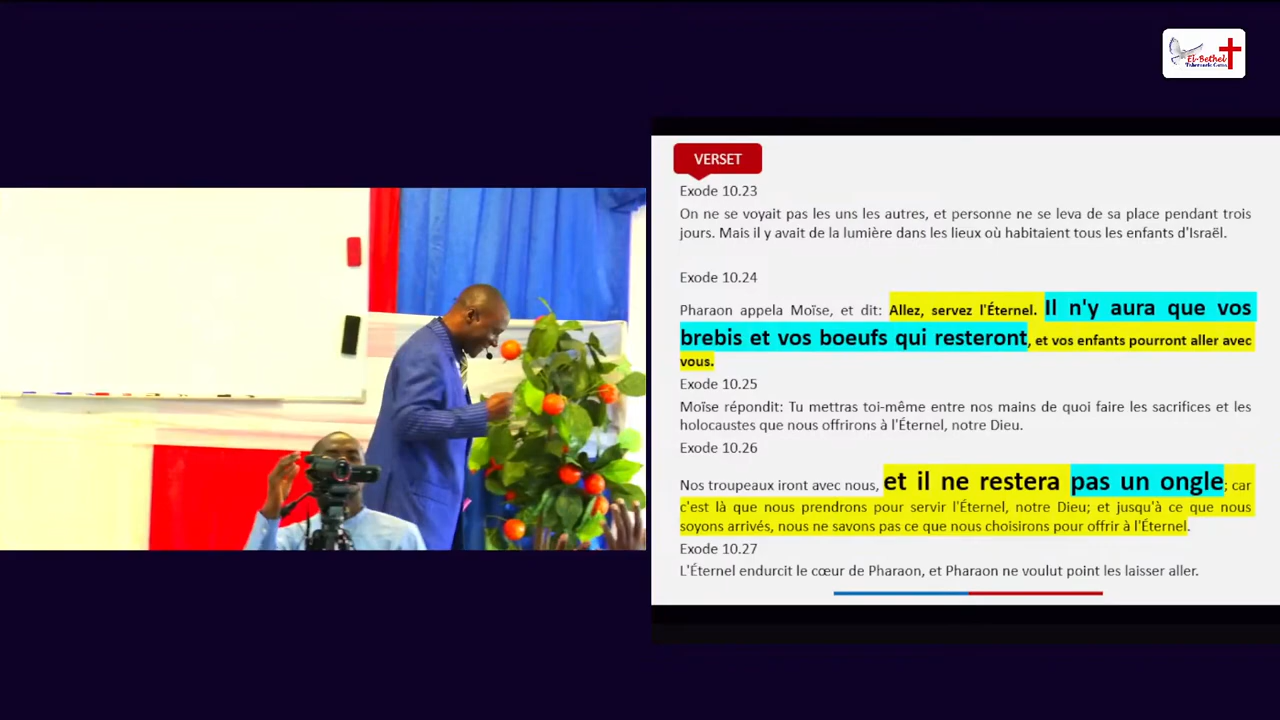 El-Bethel
Tabernacle Coms
VERSET
Exode 10.23
On ne se voyait pas les uns les autres, et personne ne se leva de sa place pendant trois
jours. Mais il y avait de la lumière dans les lieux où habitaient tous les enfants d'Israël.
Exode 10.24
Pharaon appela Moïse, et dit: Allez, servez l'Éternel. Il n'y aura que vos
brebis et vos boeufs qui resteront, et vos enfants pourront aller avec
vous.
Exode 10.25
Moïse répondit: Tu mettras toi-même entre nos mains de quoi faire les sacrifices et les
holocaustes que nous offrirons à l'Éternel, notre Dieu.
Exode 10.26
Nos troupeaux iront avec nous, et il ne restera pas un ongle; car
c'est là que nous prendrons pour servir l'Éternel, notre Dieu; et jusqu'à ce que nous
soyons arrivés, nous ne savons pas ce que nous choisirons pour offrir à l'Éternel.
Exode 10.27
L'Éternel endurcit le cœur de Pharaon, et Pharaon ne voulut point les laisser aller.